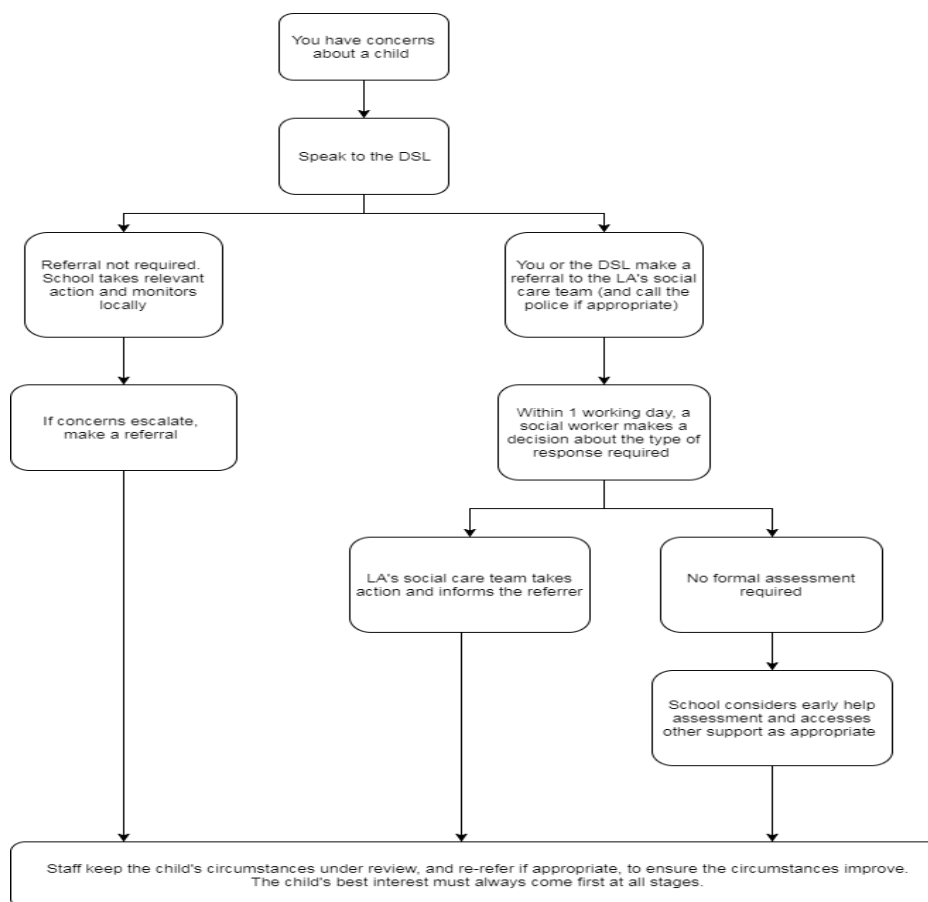 You have concerns
about a child
Speak to the DSL
Referral not required.
School takes relevant
action and monitors
locally
You or the DSL make a
referral to the LA's social
care team (and call the
police if appropriate)
If concerns escalate,
make a referral
Within 1 working day, a
social worker makes a
decision about the type of
response required
LA's social care team takes
action and informs the referrer
No formal assessment
required
School considers early help
assessment and accesses
other support as appropriate
Staff keep the child's circumstances under review, and re-refer if appropriate, to ensure the circumstances improve.
The child's best interest must always come first at all stages.